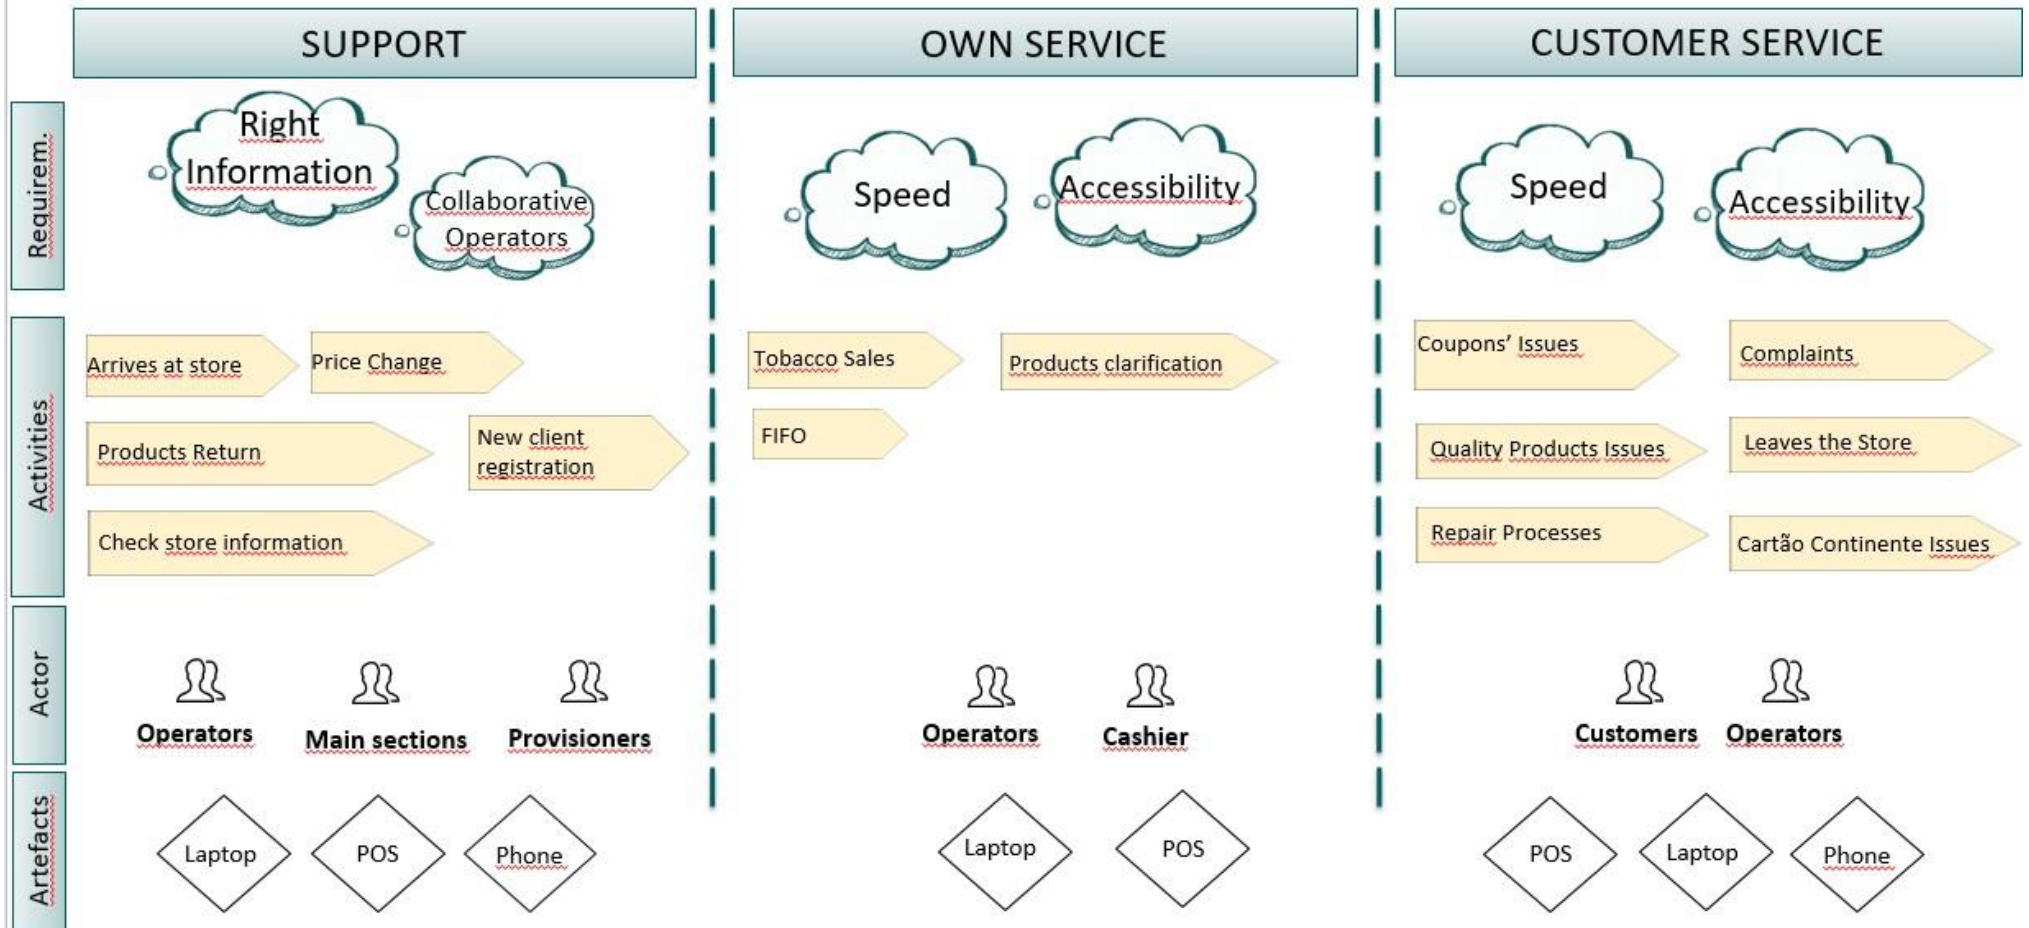 SUPPORT
OWN SERVICE
CUSTOMER SERVICE
Requirem.
Right
Information
Collaborative
Operators
Speed
Accessibility
Speed
Accessibility
Activities
Arrives at store
Price Change
Products Return
New client
registration
Check store information
Tobacco Sales
Products clarification
FIFO
Coupons’ Issues
Complaints
Quality Products Issues
Leaves the Store
Repair Processes
Cartão Continente Issues
Actor
Operators
Main sections
Provisioners
Operators
Cashier
Customers
Operators
Artefacts
Laptop
POS
Phone
Laptop
POS
POS
Laptop
Phone